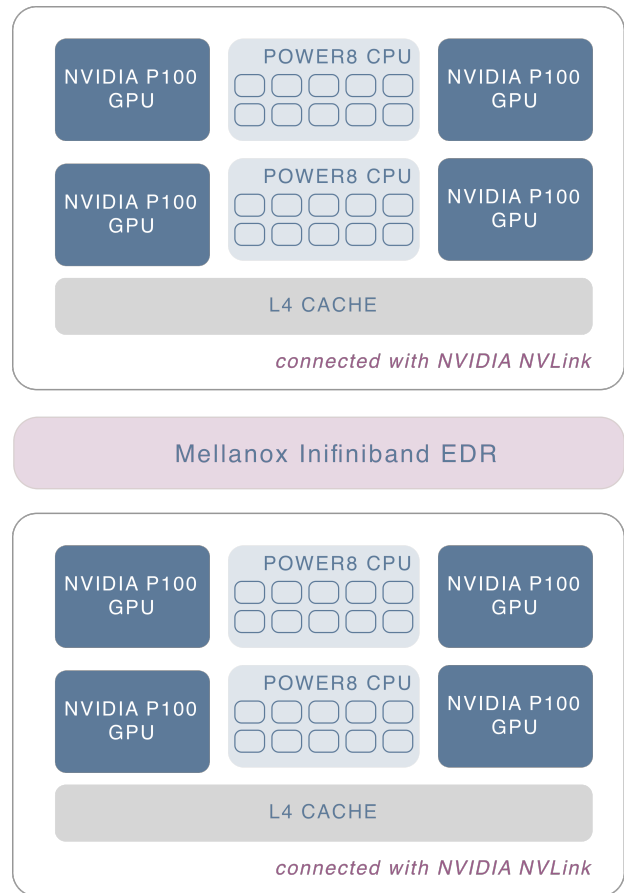 NVIDIA P100
GPU
POWER8 CPU
NVIDIA P100
GPU
NVIDIA P100
GPU
POWER8 CPU
NVIDIA P100
GPU
L4 CACHE
connected with NVIDIA NVLink
Mellanox Inifiniband EDR
NVIDIA P100
GPU
POWER8 CPU
NVIDIA P100
GPU
NVIDIA P100
GPU
POWER8 CPU
NVIDIA P100
GPU
L4 CACHE
connected with NVIDIA NVLink